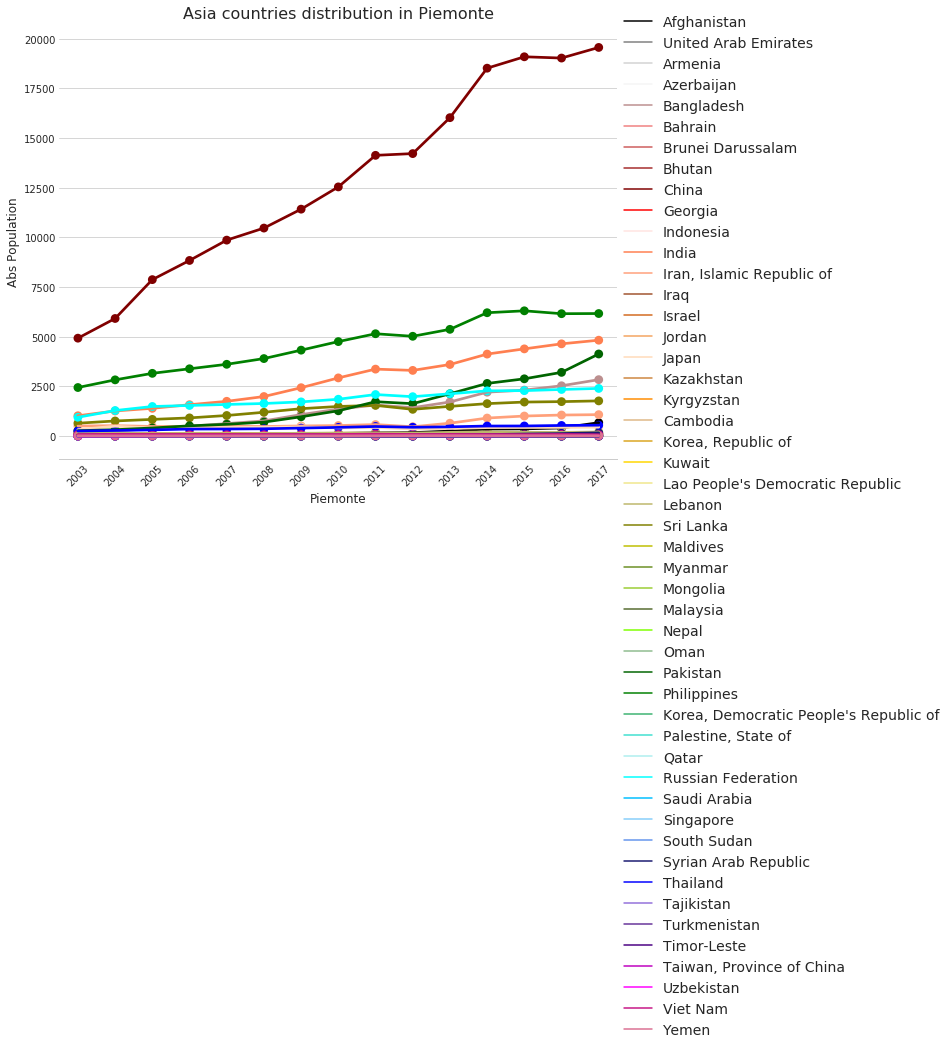 Asia countries distribution in Piemonte
20000
17500
15000
12500
10000
7500
5000
2500
0
Abs Population
2003
2004
2005
2006
2007
2008
2009
2010
2011
2012
2013
2014
2015
2016
2017
Piemonte
Afghanistan
United Arab Emirates
Armenia
Azerbaijan
Bangladesh
Bahrain
Brunei Darussalam
Bhutan
China
Georgia
Indonesia
India
Iran, Islamic Republic of
Iraq
Israel
Jordan
Japan
Kazakhstan
Kyrgyzstan
Cambodia
Korea, Republic of
Kuwait
Lao People's Democratic Republic
Lebanon
Sri Lanka
Maldives
Myanmar
Mongolia
Malaysia
Nepal
Oman
Pakistan
Philippines
Korea, Democratic People's Republic of
Palestine, State of
Qatar
Russian Federation
Saudi Arabia
Singapore
South Sudan
Syrian Arab Republic
Thailand
Tajikistan
Turkmenistan
Timor-Leste
Taiwan, Province of China
Uzbekistan
Viet Nam
Yemen